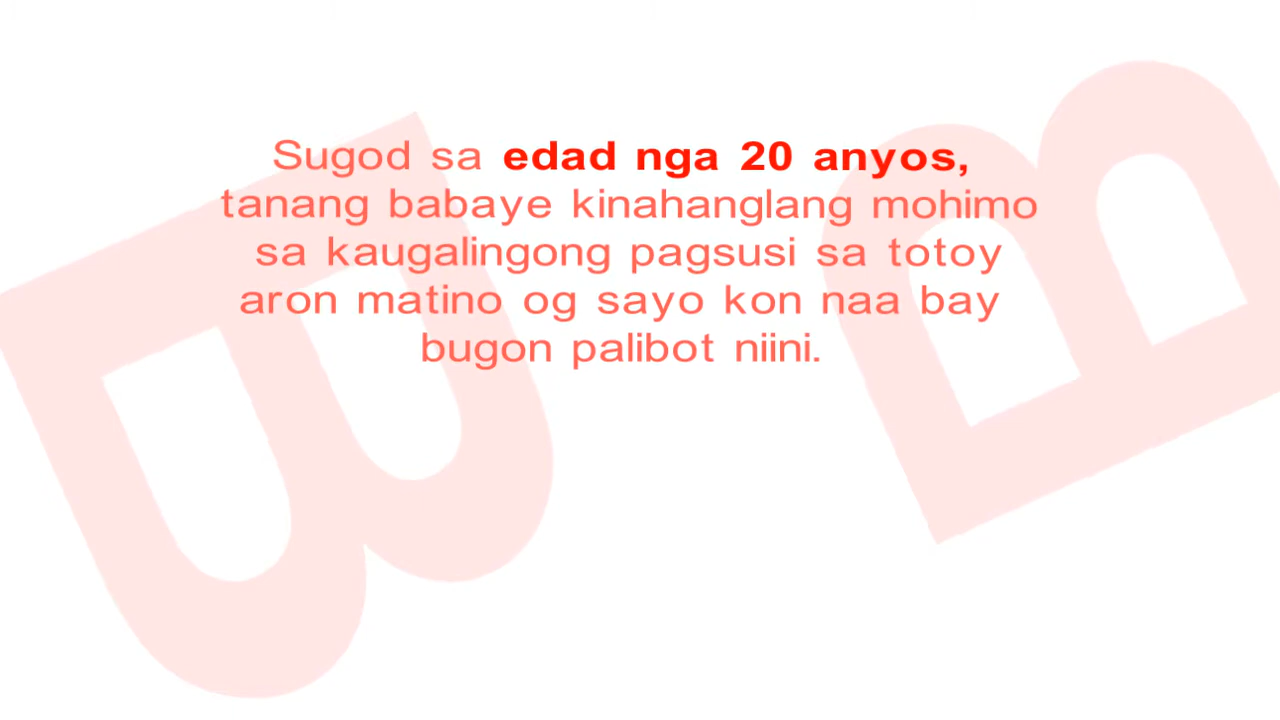 Sugod sa edad nga 20 anyos,
tanang babaye kinahanglang mohimo
sa kaugalingong pagsusi sa totoy
aron matino og sayo kon naa bay
bugon palibot niini.
B
B